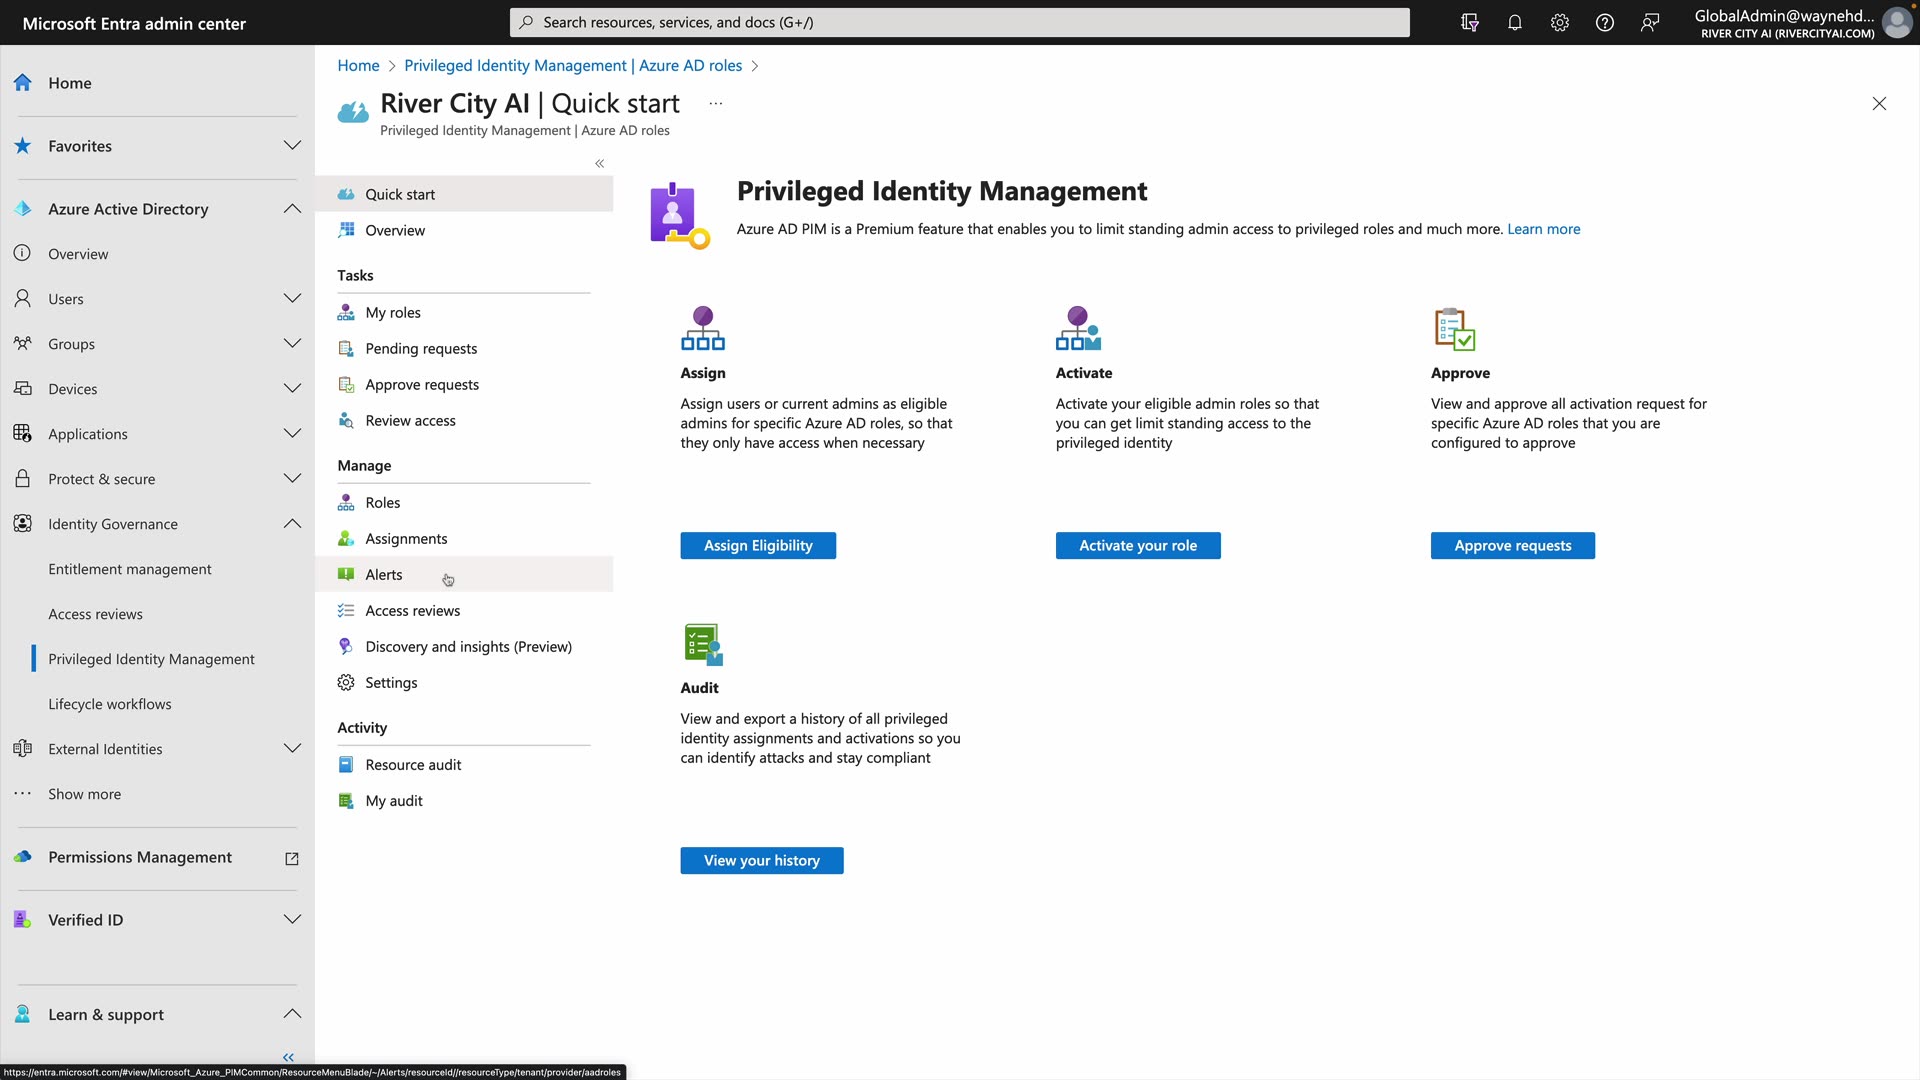 Microsoft Entra admin center
Search resources, services, and docs (G+/)
GlobalAdmin@waynehd...
RIVER CITY AI (RIVERCITYAI.COM)
Home
Favorites
Azure Active Directory
Overview
Users
Groups
Devices
Applications
Protect & secure
Identity Governance
Entitlement management
Access reviews
Privileged Identity Management
Lifecycle workflows
External Identities
Show more
Permissions Management
Verified ID
Learn & support
Home > Privileged Identity Management | Azure AD roles >
River City AI | Quick start ...
Privileged Identity Management | Azure AD roles
Quick start
Overview
Tasks
My roles
Pending requests
Approve requests
Review access
Manage
Roles
Assignments
Alerts
Access reviews
Discovery and insights (Preview)
Settings
Activity
Resource audit
My audit
Privileged Identity Management
Azure AD PIM is a Premium feature that enables you to limit standing admin access to privileged roles and much more. Learn more
Assign
Assign users or current admins as eligible
admins for specific Azure AD roles, so that
they only have access when necessary
Assign Eligibility
Activate
Activate your eligible admin roles so that
you can get limit standing access to the
privileged identity
Activate your role
Approve
View and approve all activation request for
specific Azure AD roles that you are
configured to approve
Approve requests
Audit
View and export a history of all privileged
identity assignments and activations so you
can identify attacks and stay compliant
View your history
https://entra.microsoft.com/#view/Microsoft_Azure_PIMCommon/ResourceMenuBlade/~/Alerts/resourceId//resourceType/tenant/provider/aadroles